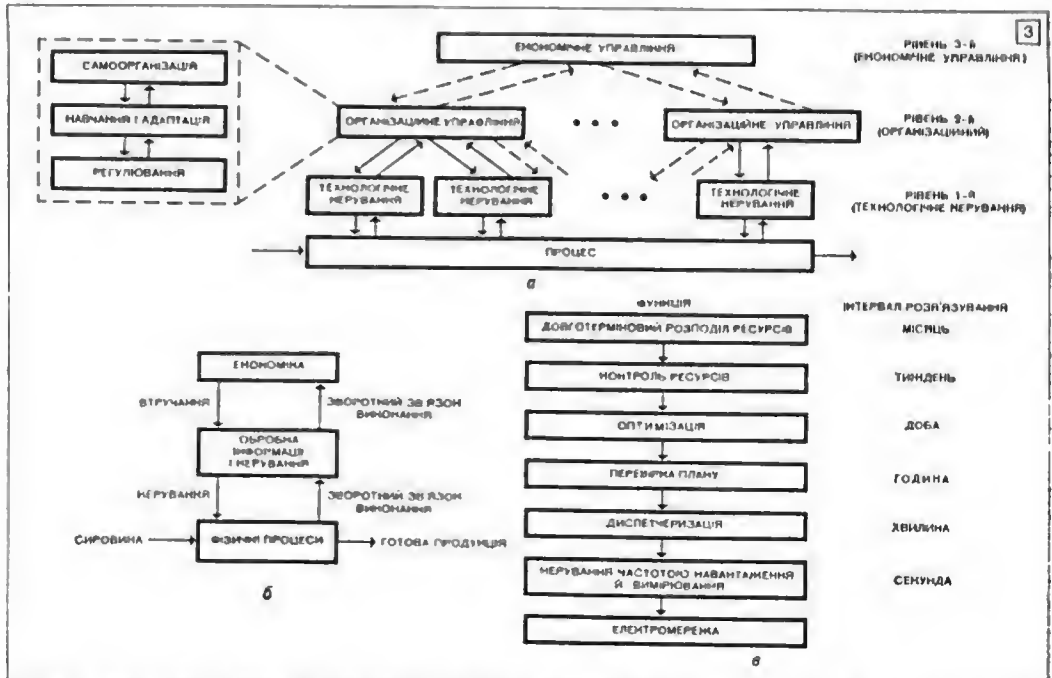 3
САМООРГАНІЗАЦІЯ
НАВЧАННЯ І АДАПТАЦІЯ
РЕГУЛЮВАННЯ
ЕКОНОМІЧНЕ УПРАВЛІННЯ
РІВЕНЬ 3-й
(ЕКОНОМІЧНЕ УПРАВЛІННЯ)
ОРГАНІЗАЦІЙНЕ УПРАВЛІННЯ
ОРГАНІЗАЦІЙНЕ УПРАВЛІННЯ
РІВЕНЬ 2-й
(ОРГАНІЗАЦІЙНИЙ)
ТЕХНОЛОГІЧНЕ
КЕРУВАННЯ
ТЕХНОЛОГІЧНЕ
КЕРУВАННЯ
ТЕХНОЛОГІЧНЕ
КЕРУВАННЯ
РІВЕНЬ 1-й
(ТЕХНОЛОГІЧНЕ КЕРУВАННЯ)
ПРОЦЕС
а
ЕКОНОМІКА
ВТРУЧАННЯ
ЗВОРОТНИЙ ЗВ'ЯЗОК
ВИКОНАННЯ
ОБРОБКА
ІНФОРМАЦІЇ
І КЕРУВАННЯ
КЕРУВАННЯ
ЗВОРОТНИЙ ЗВ'ЯЗОК
ВИКОНАННЯ
СИРОВИНА
ФІЗИЧНІ ПРОЦЕСИ
ГОТОВА ПРОДУКЦІЯ
б
ФУНКЦІЯ
ІНТЕРВАЛ РОЗВ'ЯЗУВАННЯ
ДОВГОТЕРМІНОВИЙ РОЗПОДІЛ РЕСУРСІВ
МІСЯЦЬ
КОНТРОЛЬ РЕСУРСІВ
ТИЖДЕНЬ
ОПТИМІЗАЦІЯ
ДОБА
ПЕРЕВІРКА ПЛАНУ
ГОДИНА
ДИСПЕТЧЕРИЗАЦІЯ
ХВИЛИНА
КЕРУВАННЯ ЧАСТОТОЮ НАВАНТАЖЕННЯ
Й ВИМІРЮВАННЯ
СЕКУНДА
ЕЛЕКТРОМЕРЕЖА
в